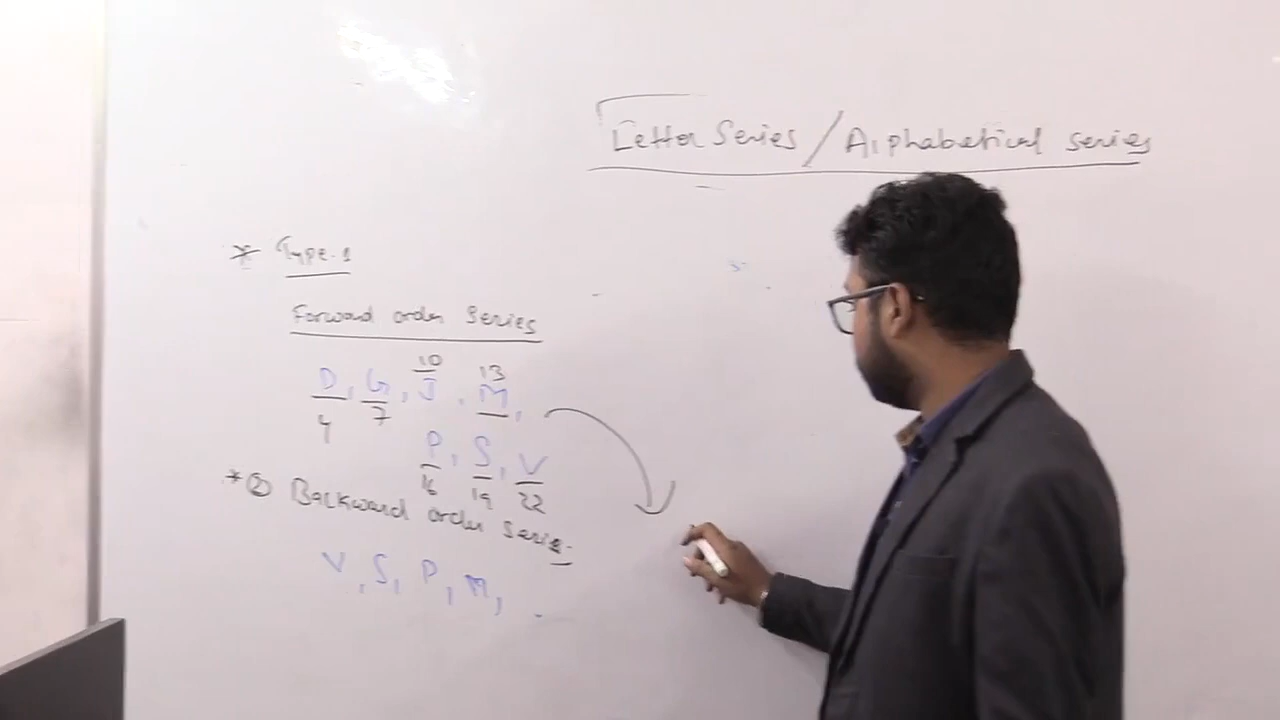 Letter Series / Alphabetical series
* Type-1
Forward order Series
10 13
D, G, J, M,
4 7
P, S, V
16 19 22
* ② Backward order Series-
V, S, P, M,